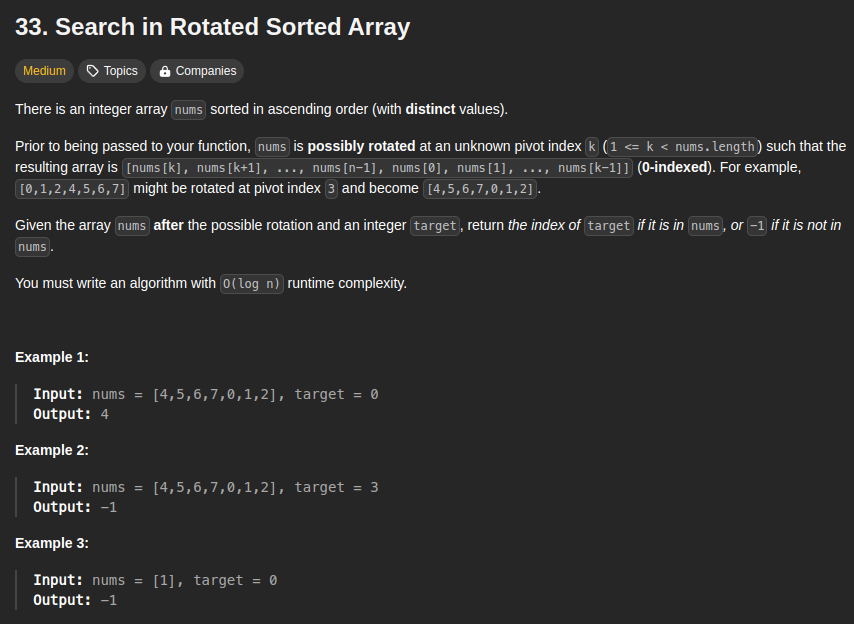 33. Search in Rotated Sorted Array
Medium Topics Companies
There is an integer array nums sorted in ascending order (with distinct values).
Prior to being passed to your function, nums is possibly rotated at an unknown pivot index k (1 <= k < nums.length) such that the
resulting array is [nums[k], nums[k+1], ..., nums[n-1], nums[0], nums[1], ..., nums[k-1]] (0-indexed). For example,
[0,1,2,4,5,6,7] might be rotated at pivot index 3 and become [4,5,6,7,0,1,2].
Given the array nums after the possible rotation and an integer target, return the index of target if it is in nums, or -1 if it is not in
nums.
You must write an algorithm with O(log n) runtime complexity.
Example 1:
Input: nums = [4,5,6,7,0,1,2], target = 0
Output: 4
Example 2:
Input: nums = [4,5,6,7,0,1,2], target = 3
Output: -1
Example 3:
Input: nums = [1], target = 0
Output: -1